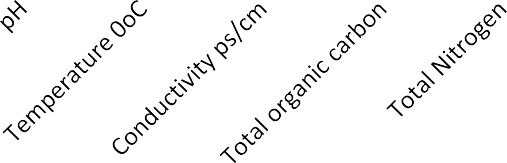 pH
Temperature 0oC
Conductivity ps/cm
Total organic carbon
Total Nitrogen